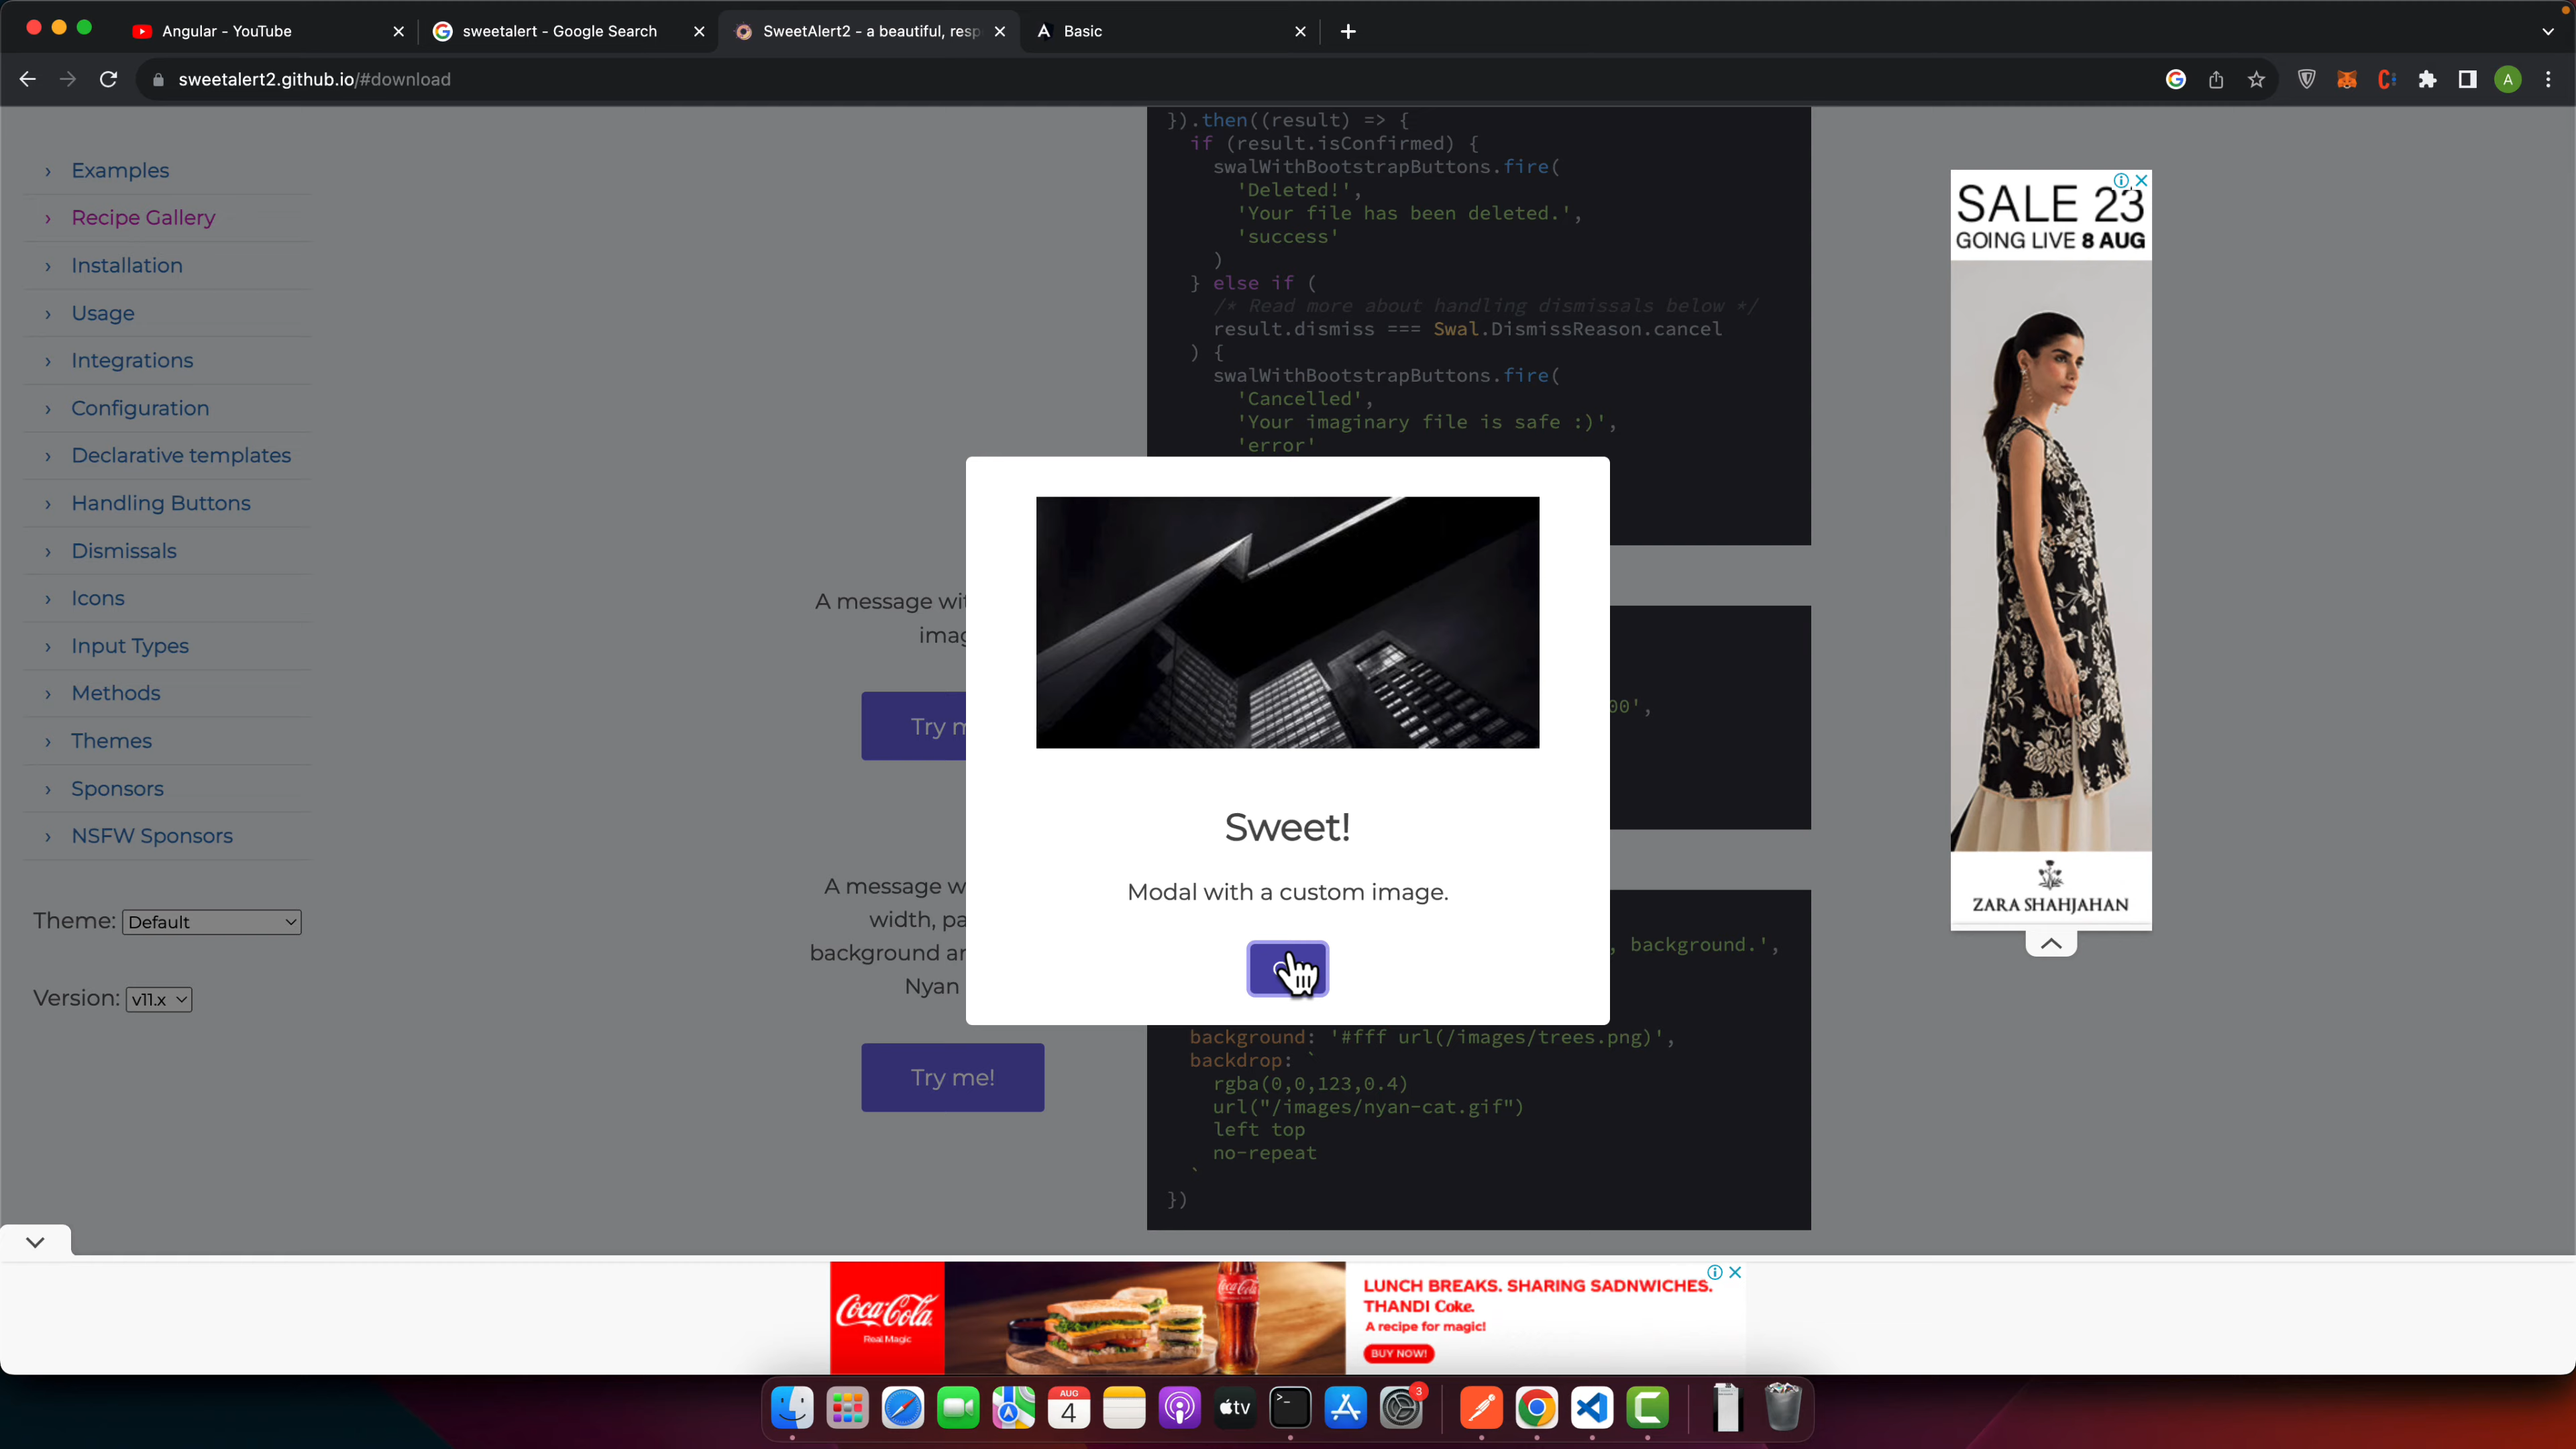 Angular - YouTube
sweetalert - Google Search
SweetAlert2 - a beautiful, resp
Basic
sweetalert2.github.io/#download
A
Examples
Recipe Gallery
Installation
Usage
Integrations
Configuration
Declarative templates
Handling Buttons
Dismissals
Icons
Input Types
Methods
Themes
Sponsors
NSFW Sponsors
Theme: Default
Version: v11.x
}).then((result) => {
if (result.isConfirmed) {
swalWithBootstrapButtons.fire(
'Deleted!',
'Your file has been deleted.',
'success'
)
} else if (
/* Read more about handling dismissals below */
result.dismiss === Swal.DismissReason.cancel
) {
swalWithBootstrapButtons.fire(
'Cancelled',
'Your imaginary file is safe :)',
'error'
A message wit
imag
Try m
00',
Sweet!
Modal with a custom image.
A message w
width, pa
background ar
Nyan
Try me!
, background.',
background: '#fff url(/images/trees.png)',
backdrop: `
rgba(0,0,123,0.4)
url("/images/nyan-cat.gif")
left top
no-repeat
`
})
SALE 23
GOING LIVE 8 AUG
ZARA SHAHJAHAN
Coca-Cola
Real Magic
LUNCH BREAKS. SHARING SADNWICHES.
THANDI Coke.
A recipe for magic!
BUY NOW!
AUG
4
tv
3